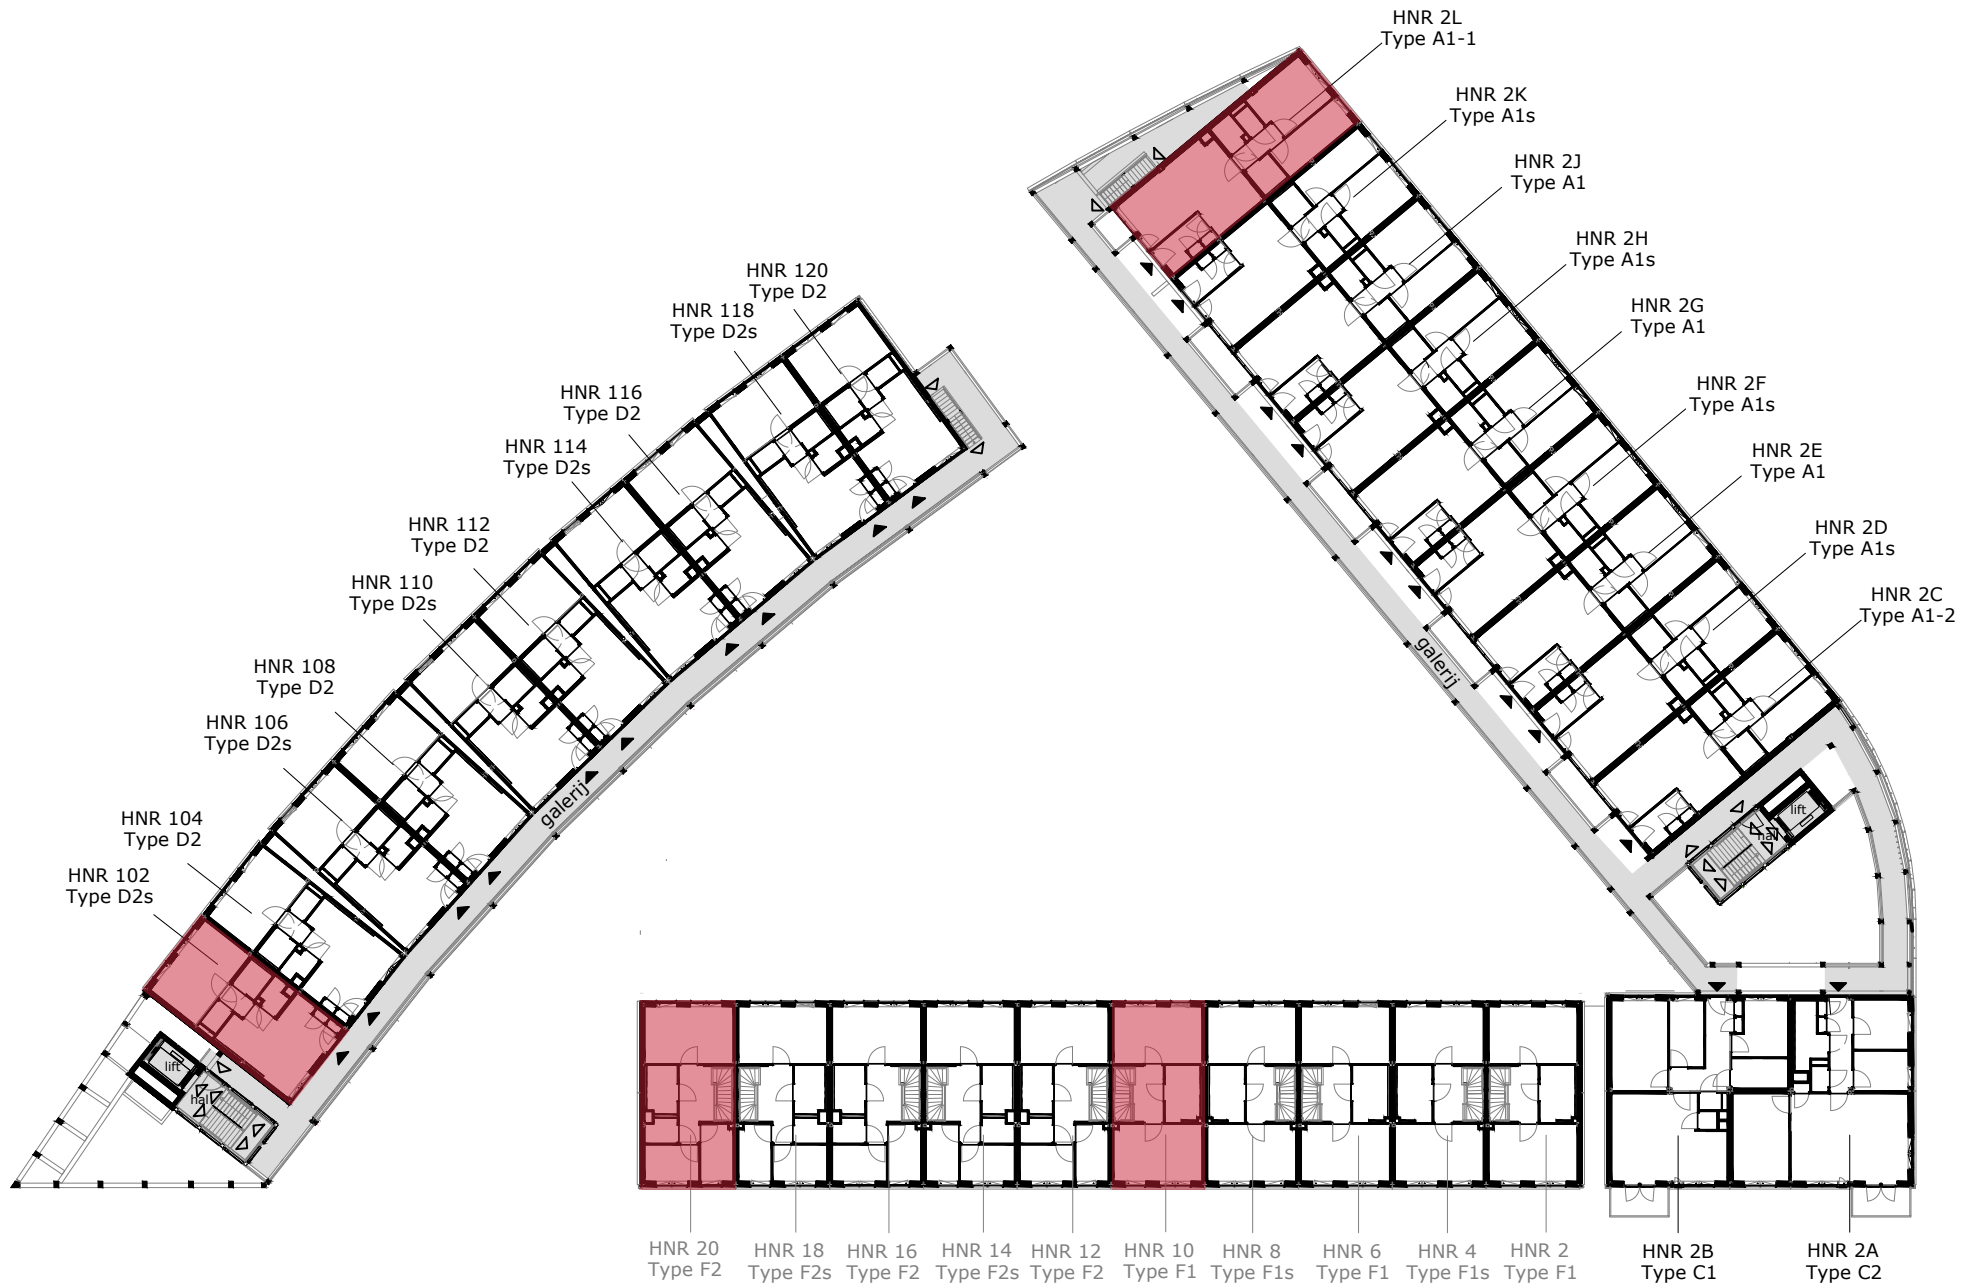 HNR 2L
Type A1-1
HNR 2K
Type A1s
HNR 2J
Type A1
HNR 2H
Type A1s
HNR 2G
Type A1
HNR 2F
Type A1s
HNR 2E
Type A1
HNR 2D
Type A1s
HNR 2C
Type A1-2
galerij
lift
hal
HNR 120
Type D2
HNR 118
Type D2s
HNR 116
Type D2
HNR 114
Type D2s
HNR 112
Type D2
HNR 110
Type D2s
HNR 108
Type D2
HNR 106
Type D2s
HNR 104
Type D2
HNR 102
Type D2s
galerij
lift
hal
HNR 20
Type F2
HNR 18
Type F2s
HNR 16
Type F2
HNR 14
Type F2s
HNR 12
Type F2
HNR 10
Type F1
HNR 8
Type F1s
HNR 6
Type F1
HNR 4
Type F1s
HNR 2
Type F1
HNR 2B
Type C1
HNR 2A
Type C2